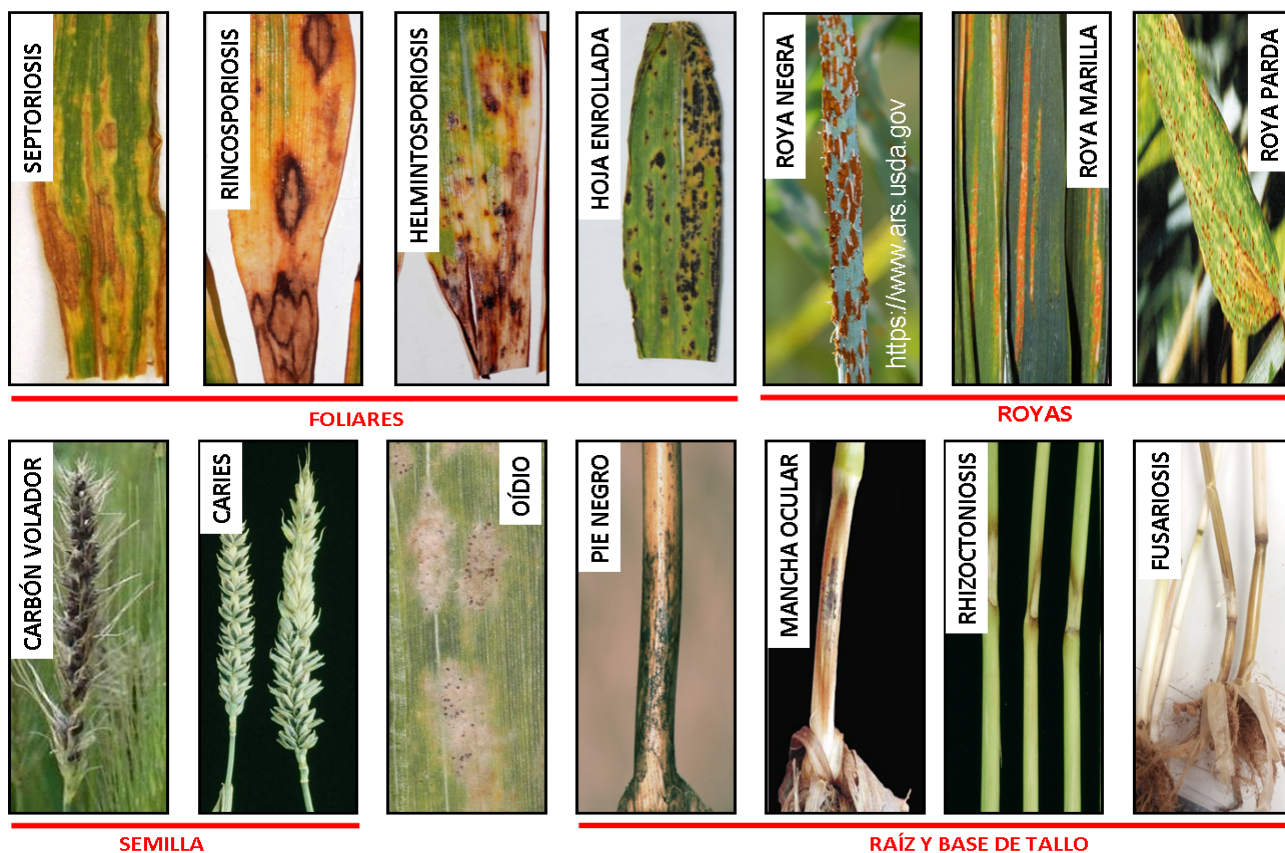 SEPTORIOSIS
RINCOSPORIOSIS
HELMINTOSPORIOSIS
HOJA ENROLLADA
ROYA NEGRA
https://www.ars.usda.gov
ROYA MARILLA
ROYA PARDA
FOLIARES
ROYAS
CARBÓN VOLADOR
CARIES
OÍDIO
PIE NEGRO
MANCHA OCULAR
RHIZOCTONIOSIS
FUSARIOSIS
SEMILLA
RAÍZ Y BASE DE TALLO